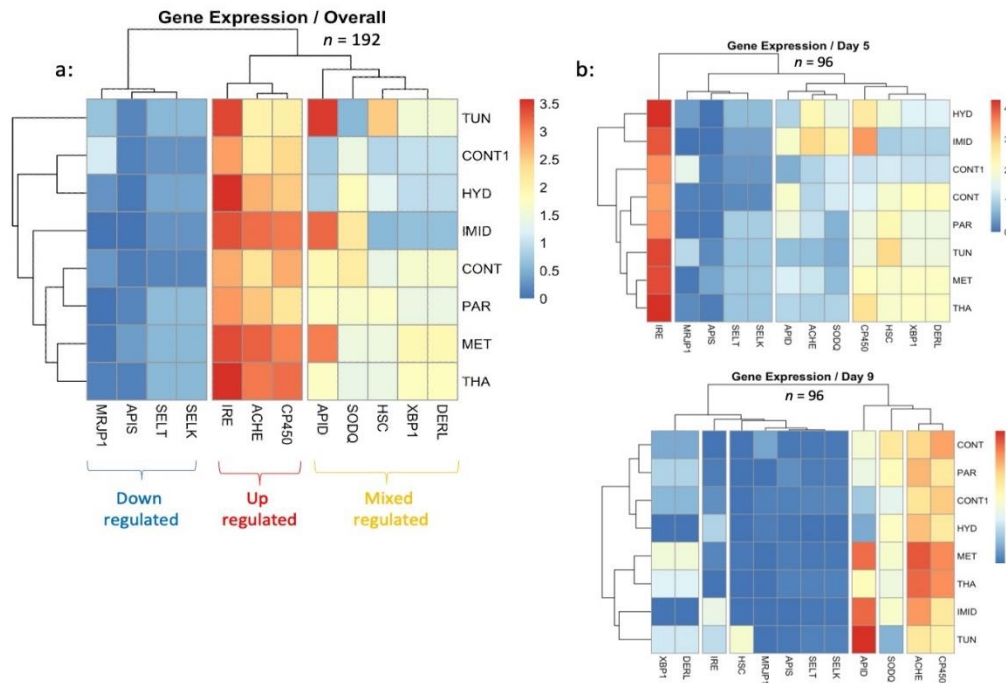 Gene Expression / Overall
n = 192
a:
TUN
CONT1
HYD
IMID
CONT
PAR
MET
THA
3.5
3
2.5
2
1.5
1
0.5
0
MRJP1
APIS
SELT
SELK
IRE
ACHE
CP450
APID
SODQ
HSC
XBP1
DERL
Down
regulated
Up
regulated
Mixed
regulated
b:
Gene Expression / Day 5
n = 96
HYD
IMID
CONT1
CONT
PAR
TUN
MET
THA
IRE
MRJP1
APIS
SELT
SELK
APID
ACHE
SODQ
CP450
HSC
XBP1
DERL
Gene Expression / Day 9
n = 96
CONT
PAR
CONT1
HYD
MET
THA
IMID
TUN
XBP1
DERL
IRE
HSC
MRJP1
APIS
SELT
SELK
APID
SODQ
ACHE
CP450